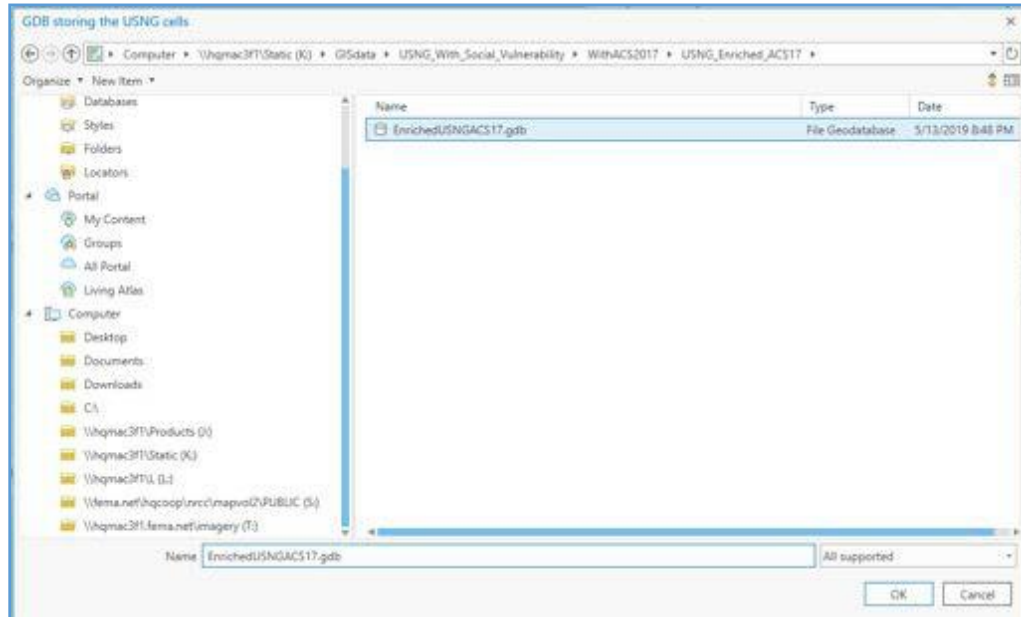 GDB storing the USNG cells
Computer \\hqmac3f1\Static (K:) GISdata USNG_With_Social_Vulnerability WithACS2017 USNG_Enriched_ACS17
Organize New Item
Databases
Styles
Folders
Locators
Portal
My Content
Groups
All Portal
Living Atlas
Computer
Desktop
Documents
Downloads
C:\
\\hqmac3f1\Products (J:)
\\hqmac3f1\Static (K:)
\\hqmac3f1\L (L:)
\\fema.net\hqcoop\nrcc\mapvol2\PUBLIC (S:)
\\hqmac3f1.fema.net\imagery (T:)
Name Type Date
EnrichedUSNGACS17.gdb File Geodatabase 5/13/2019 8:48 PM
Name EnrichedUSNGACS17.gdb All supported
OK Cancel